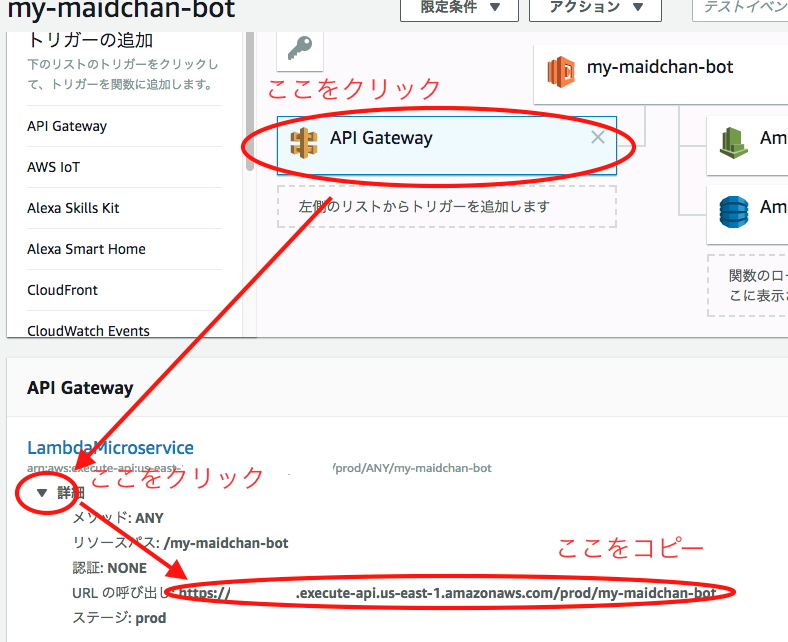 my-maidchan-bot
限定条件 ▼
アクション ▼
テストイベン
トリガーの追加
下のリストのトリガーをクリックし
て、トリガーを関数に追加します。
API Gateway
AWS IoT
Alexa Skills Kit
Alexa Smart Home
CloudFront
CloudWatch Events
ここをクリック
my-maidchan-bot
API Gateway
Am
Am
左側のリストからトリガーを追加します
関数のロー
こに表示さ
API Gateway
LambdaMicroservice
arn:aws:execute-api:us-east- /prod/ANY/my-maidchan-bot
ここをクリック
▼ 詳細
メソッド: ANY
リソースパス: /my-maidchan-bot
認証: NONE
ここをコピー
URL の呼び出し: https:// .execute-api.us-east-1.amazonaws.com/prod/my-maidchan-bot
ステージ: prod